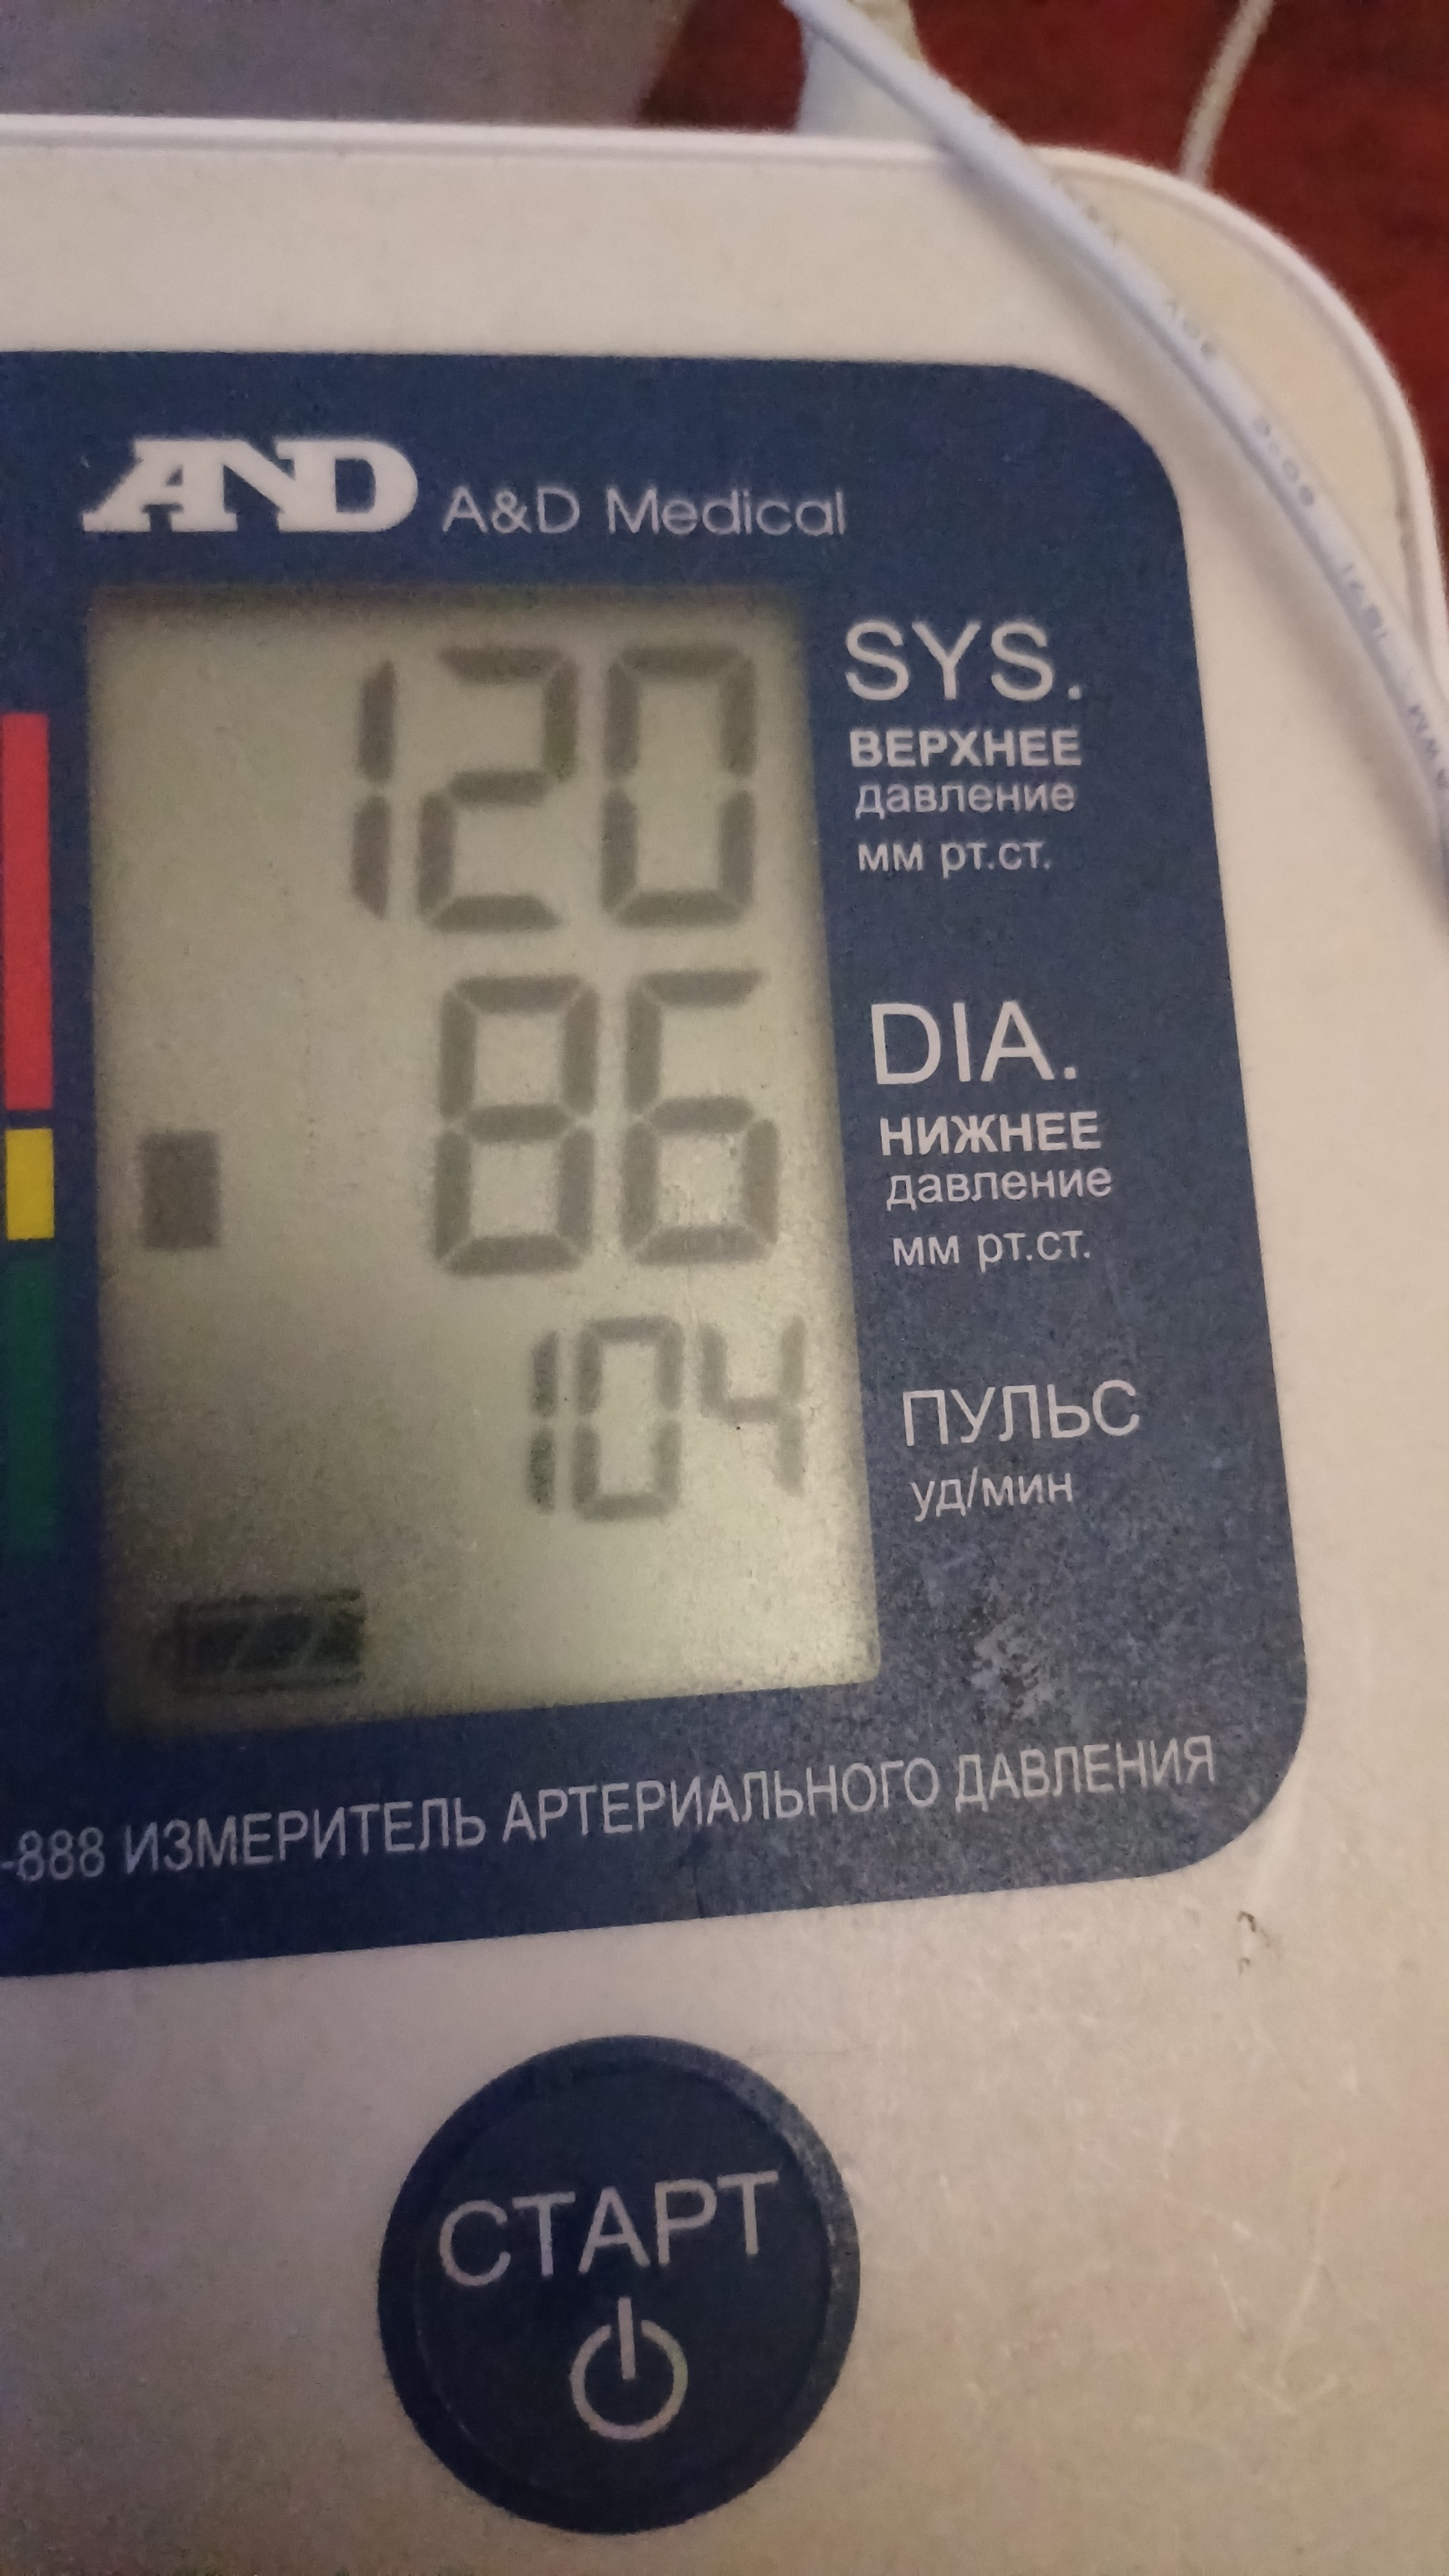 AND A&D Medical
120
SYS.
ВЕРХНЕЕ
давление
мм рт.ст.
86
DIA.
НИЖНЕЕ
давление
мм рт.ст.
104
ПУЛЬС
уд/мин
-888 ИЗМЕРИТЕЛЬ АРТЕРИАЛЬНОГО ДАВЛЕНИЯ
СТАРТ